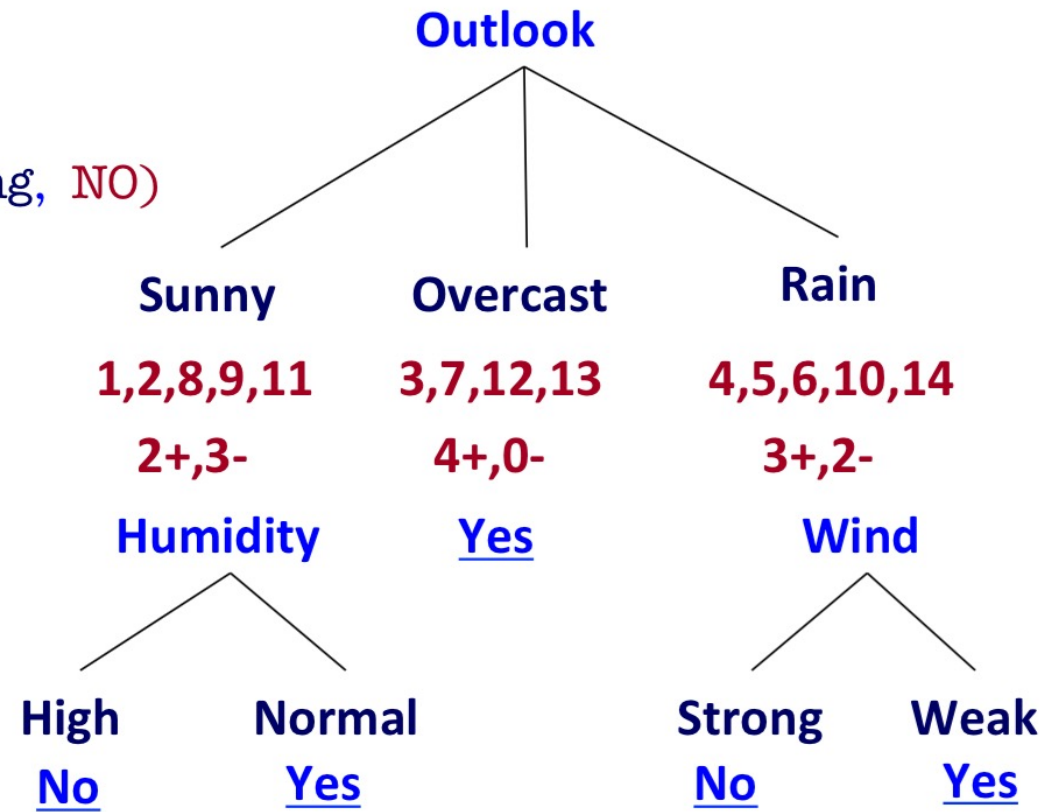 Outlook
g, NO)
Sunny Overcast Rain
1,2,8,9,11 3,7,12,13 4,5,6,10,14
2+,3- 4+,0- 3+,2-
Humidity Yes Wind
High Normal Strong Weak
No Yes No Yes